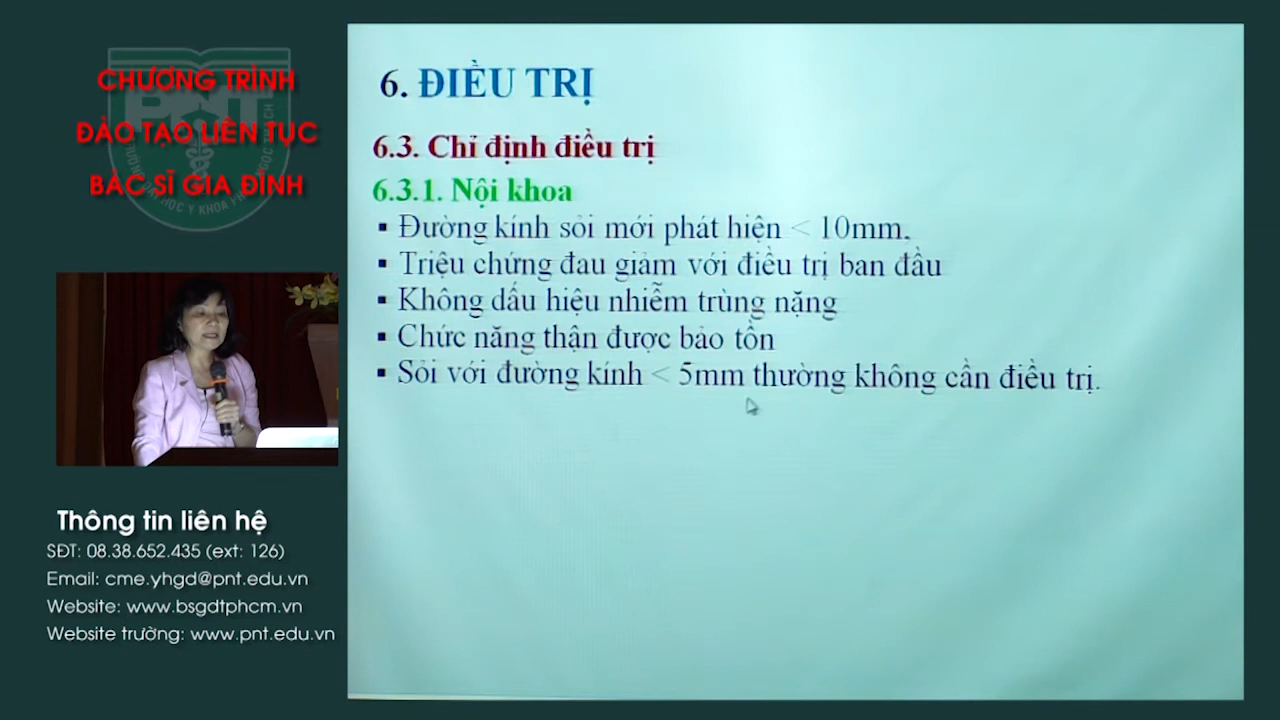 CHƯƠNG TRÌNH
ĐÀO TẠO LIÊN TỤC
BÁC SĨ GIA ĐÌNH
PNT
6. ĐIỀU TRỊ
6.3. Chỉ định điều trị
6.3.1. Nội khoa
▪ Đường kính sỏi mới phát hiện < 10mm.
▪ Triệu chứng đau giảm với điều trị ban đầu
▪ Không dấu hiệu nhiễm trùng nặng
▪ Chức năng thận được bảo tồn
▪ Sỏi với đường kính < 5mm thường không cần điều trị.
Thông tin liên hệ
SĐT: 08.38.652.435 (ext: 126)
Email: cme.yhgd@pnt.edu.vn
Website: www.bsgdtphcm.vn
Website trường: www.pnt.edu.vn